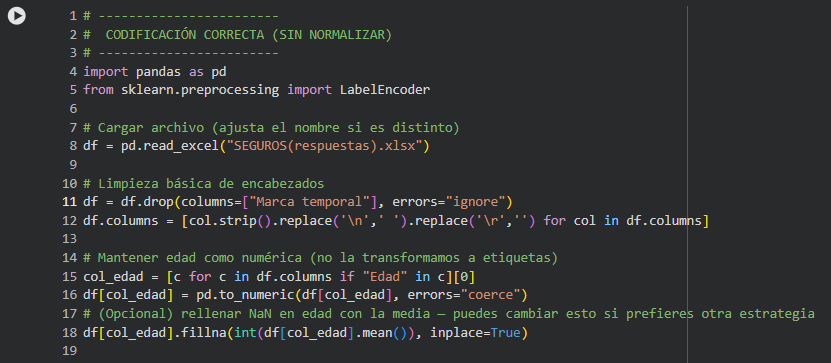 1 # ------------------------
2 #  CODIFICACIÓN CORRECTA (SIN NORMALIZAR)
3 # ------------------------
4 import pandas as pd
5 from sklearn.preprocessing import LabelEncoder
6
7 # Cargar archivo (ajusta el nombre si es distinto)
8 df = pd.read_excel("SEGUROS(respuestas).xlsx")
9
10 # Limpieza básica de encabezados
11 df = df.drop(columns=["Marca temporal"], errors="ignore")
12 df.columns = [col.strip().replace('\n',' ').replace('\r','') for col in df.columns]
13
14 # Mantener edad como numérica (no la transformamos a etiquetas)
15 col_edad = [c for c in df.columns if "Edad" in c][0]
16 df[col_edad] = pd.to_numeric(df[col_edad], errors="coerce")
17 # (Opcional) rellenar NaN en edad con la media — puedes cambiar esto si prefieres otra estrategia
18 df[col_edad].fillna(int(df[col_edad].mean()), inplace=True)
19